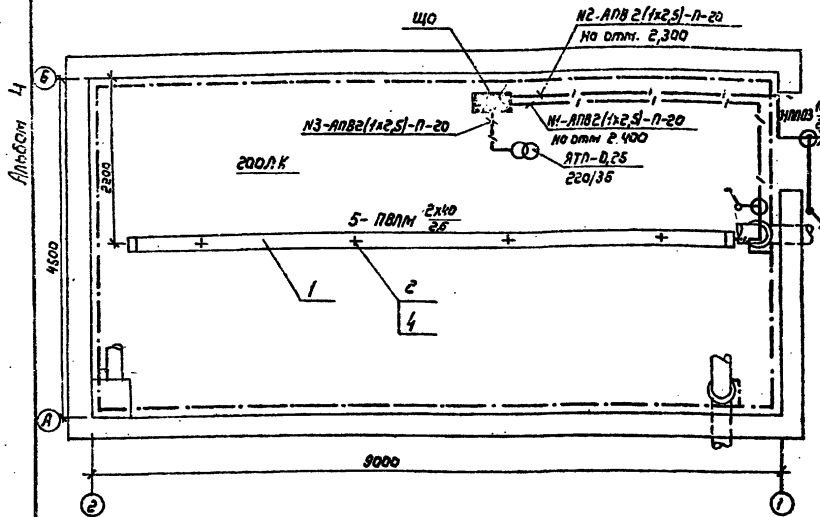 Альбом 4
ЩО
N2-АПВ 2(1х2,5)-П-20
на отм. 2,300
Б
N3-АПВ2(1х2,5)-П-20
N1-АПВ2(1х2,5)-П-20
на отм 2.400
200ЛК
ЯТП-0,25
220/36
2200
4500
5- ПВЛМ 2х40
2,6
1
2
4
А
9000
2
1